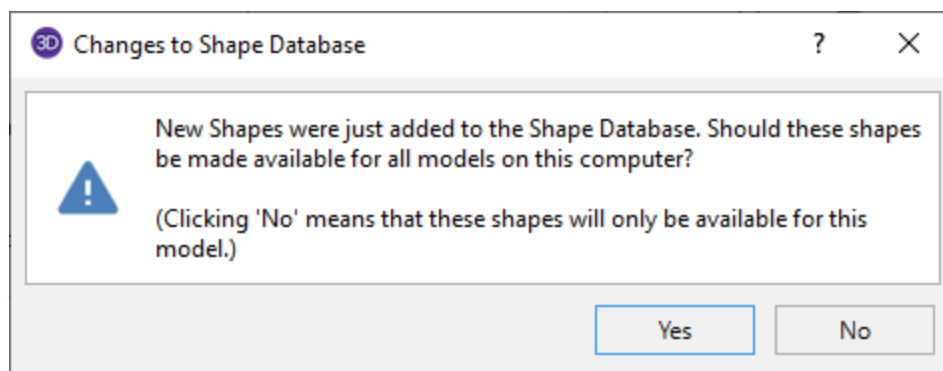 3D Changes to Shape Database ? X
New Shapes were just added to the Shape Database. Should these shapes
be made available for all models on this computer?
(Clicking 'No' means that these shapes will only be available for this
model.)
Yes No